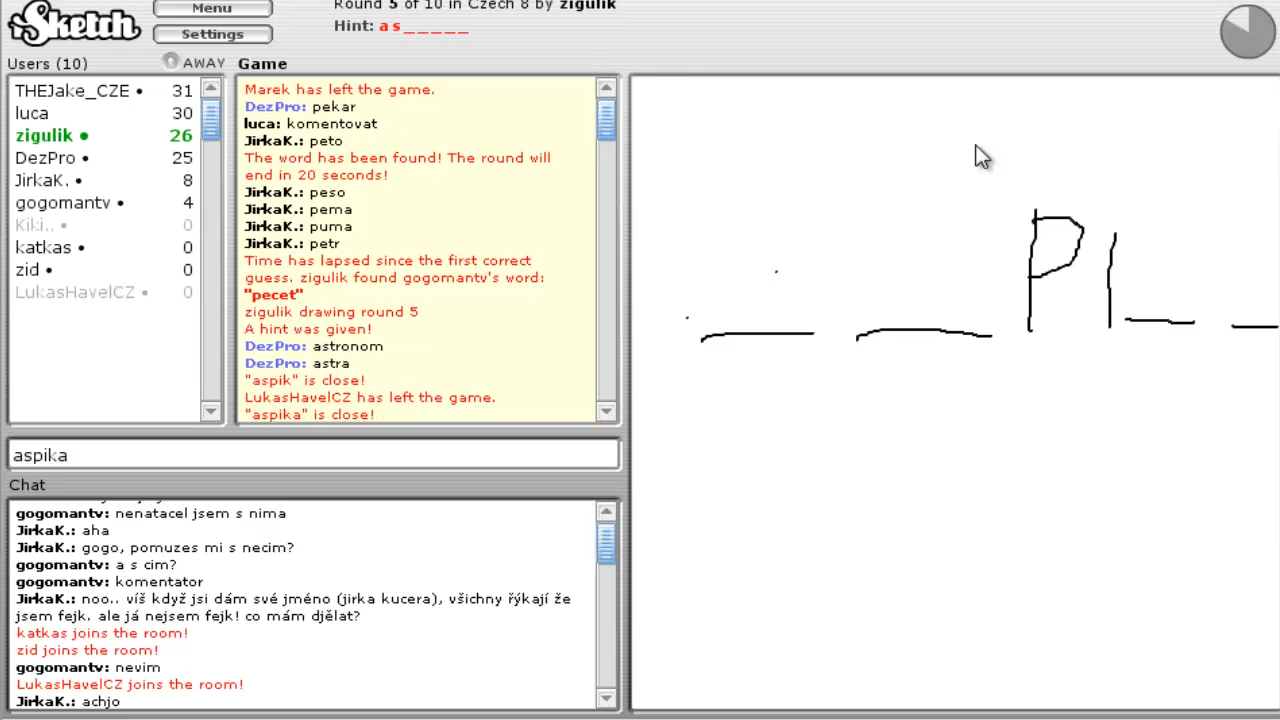 iSketch
Menu
Settings
Round 5 of 10 in Czech 8 by zigulik
Hint: a s _ _ _ _ _
Users (10)
AWAY
Game
THEJake_CZE • 31
luca 30
zigulik • 26
DezPro • 25
JirkaK. • 8
gogomantv • 4
Kiki.. • 0
katkas • 0
zid • 0
LukasHavelCZ • 0
Marek has left the game.
DezPro: pekar
luca: komentovat
JirkaK.: peto
The word has been found! The round will
end in 20 seconds!
JirkaK.: peso
JirkaK.: pema
JirkaK.: puma
JirkaK.: petr
Time has lapsed since the first correct
guess. zigulik found gogomantv's word:
"pecet"
zigulik drawing round 5
A hint was given!
DezPro: astronom
DezPro: astra
"aspik" is close!
LukasHavelCZ has left the game.
"aspika" is close!
aspika
Chat
gogomantv: nenatacel jsem s nima
JirkaK.: aha
JirkaK.: gogo, pomuzes mi s necim?
gogomantv: a s cim?
gogomantv: komentator
JirkaK.: noo.. víš když jsi dám své jméno (jirka kucera), všichny řýkají že
jsem fejk. ale já nejsem fejk! co mám djělat?
katkas joins the room!
zid joins the room!
gogomantv: nevim
LukasHavelCZ joins the room!
JirkaK.: achjo
_ _ P I _ _